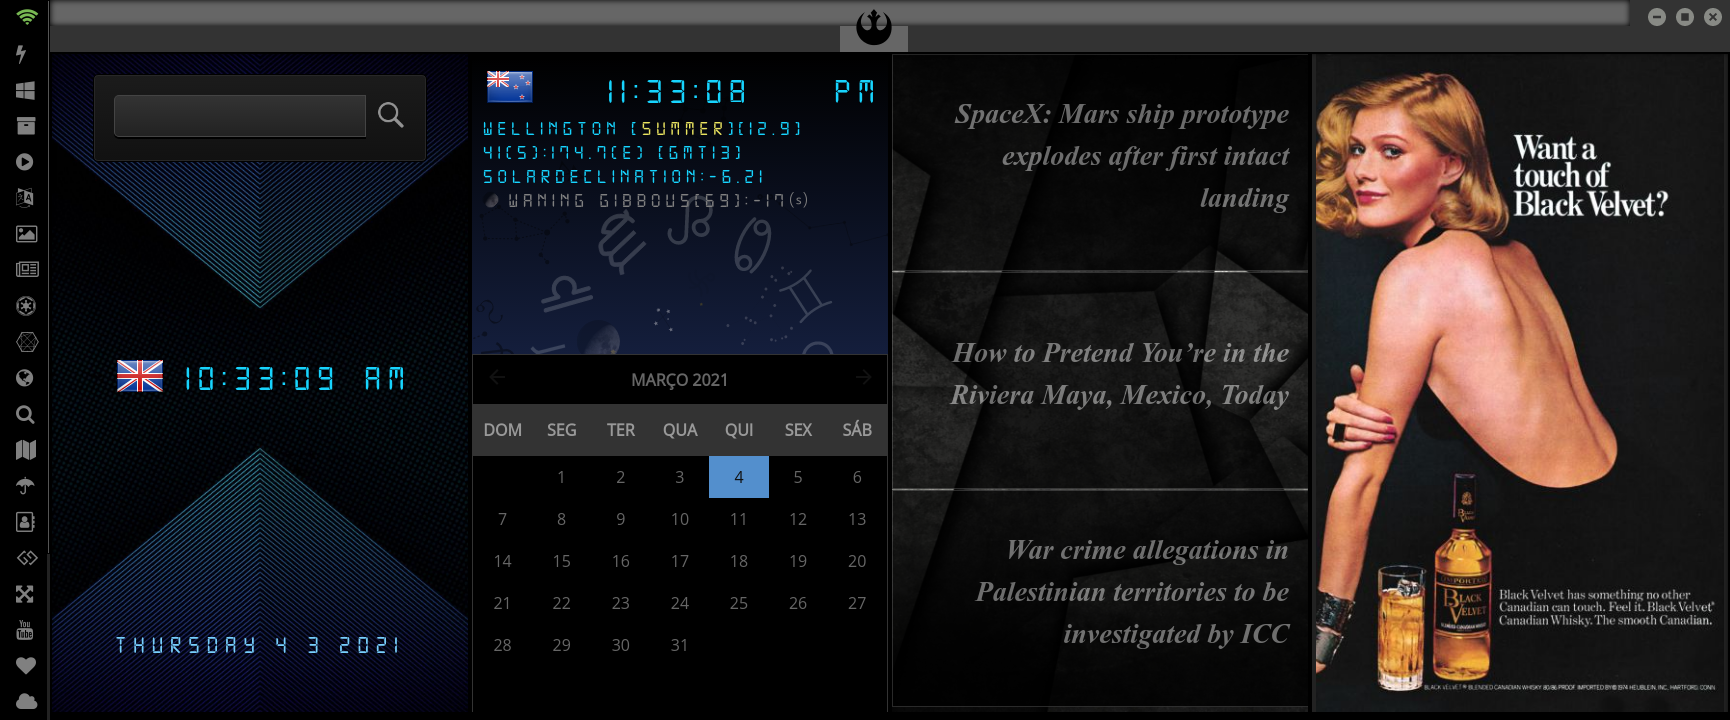 10:33:09 AM
THURSDAY 4 3 2021
11:33:08 PM
WELLINGTON (SUMMER)(12.9)
41(S):174.7(E) (GMT13)
SOLARDECLINATION:-6.21
WANING GIBBOUS(69):-17(s)
MARÇO 2021
DOM SEG TER QUA QUI SEX SÁB
1 2 3 4 5 6
7 8 9 10 11 12 13
14 15 16 17 18 19 20
21 22 23 24 25 26 27
28 29 30 31
SpaceX: Mars ship prototype
explodes after first intact
landing
How to Pretend You’re in the
Riviera Maya, Mexico, Today
War crime allegations in
Palestinian territories to be
investigated by ICC
Want a
touch of
Black Velvet?
IMPORTED
BLACK
VELVET
Black Velvet has something no other
Canadian can touch. Feel it. Black Velvet®
Canadian Whisky. The smooth Canadian.
BLACK VELVET® BLENDED CANADIAN WHISKY 80/86 PROOF IMPORTED BY © 1974 HEUBLEIN, INC., HARTFORD, CONN
You
Tube